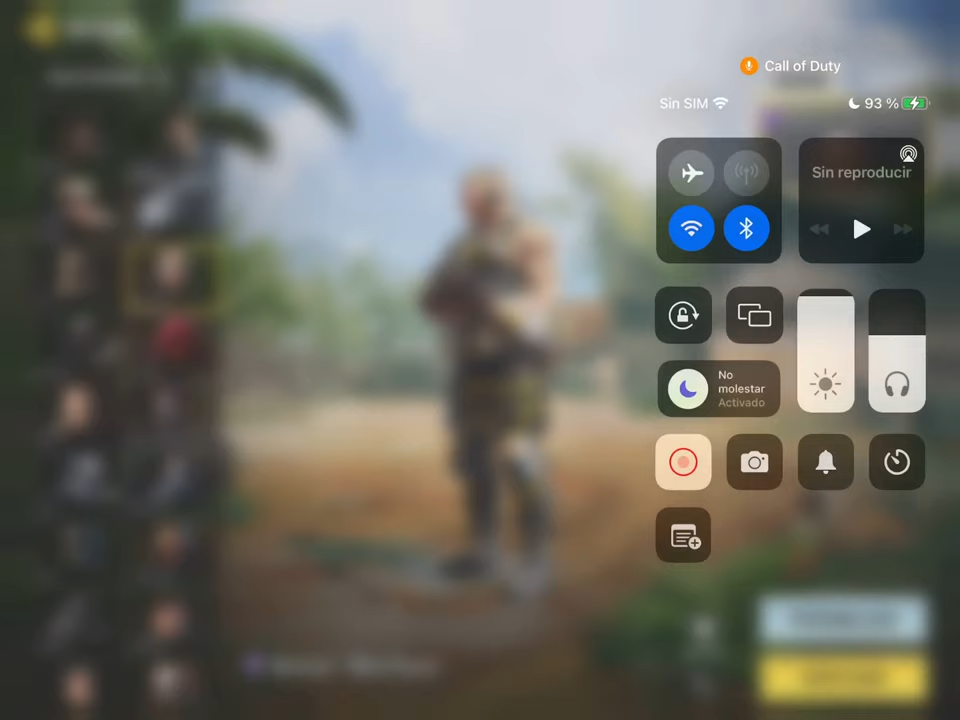 Call of Duty
Sin SIM
93 %
Sin reproducir
No
molestar
Activado